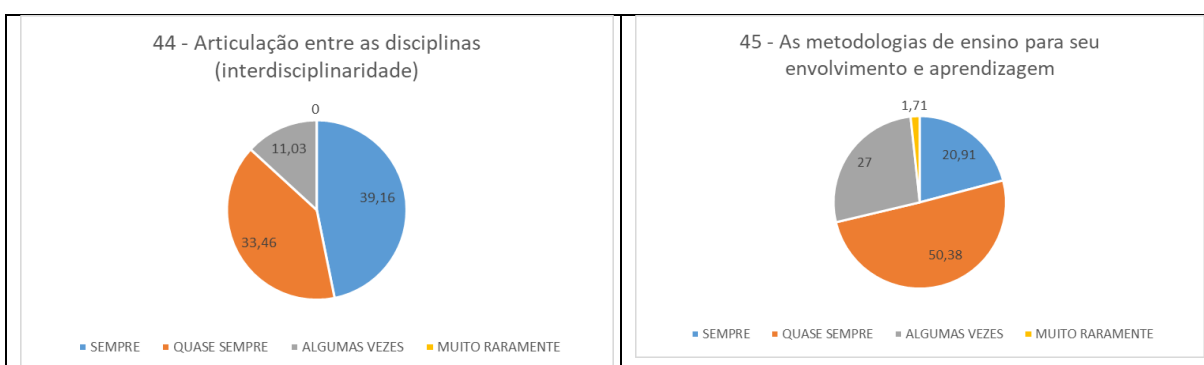 44 - Articulação entre as disciplinas
(interdisciplinaridade)
0
11,03
39,16
33,46
SEMPRE QUASE SEMPRE ALGUMAS VEZES MUITO RARAMENTE
45 - As metodologias de ensino para seu
envolvimento e aprendizagem
1,71
20,91
27
50,38
SEMPRE QUASE SEMPRE ALGUMAS VEZES MUITO RARAMENTE